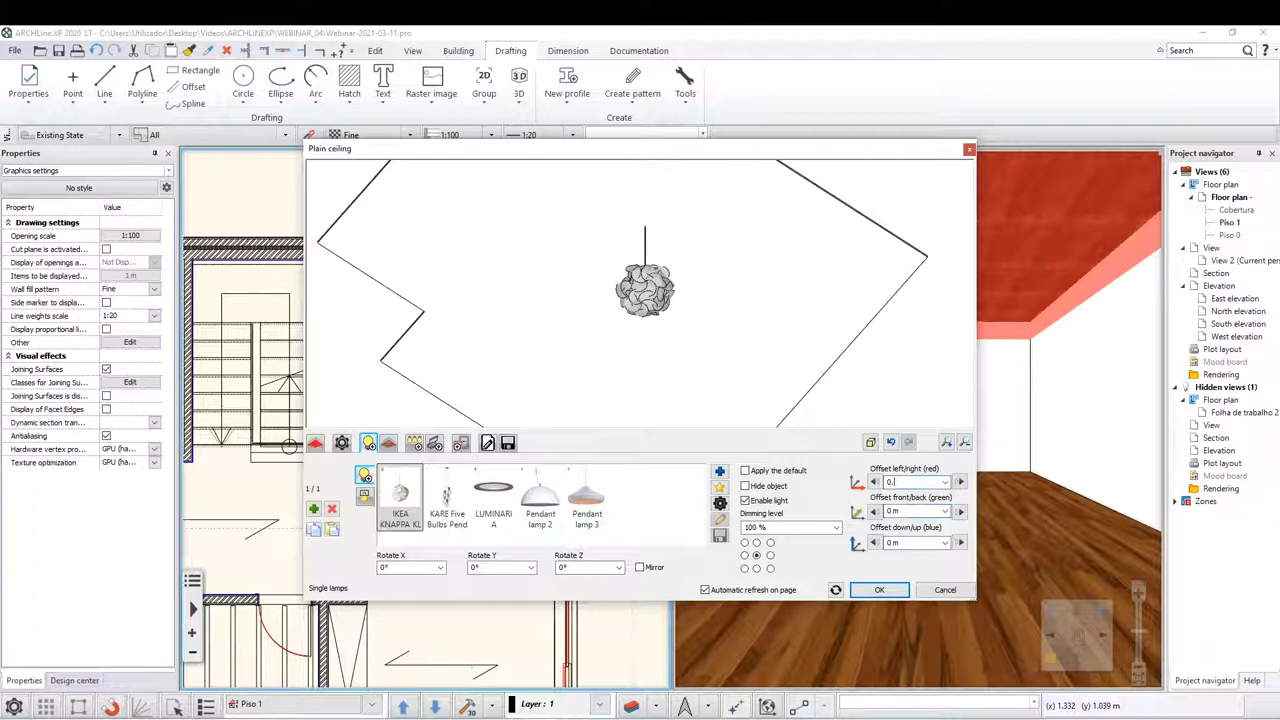 ARCHLine.XP 2020 LT - C:\Users\Utilizador\Desktop\Videos\ARCHLINEXP\WEBINAR_04\Webinar-2021-03-11.pro
File Edit View Building Drafting Dimension Documentation Search
Properties Point Line Polyline Rectangle Offset Spline Circle Ellipse Arc Hatch Text Raster image Group 3D New profile Create pattern Tools
2D 3D
Drafting Create
Existing State All Fine 1:100 1:20
Properties
Graphics settings
No style
Property Value
Drawing settings
Opening scale 1:100
Cut plane is activated...
Display of openings a... Not Disp...
Items to be displayed... 1 m
Wall fill pattern Fine
Side marker to displa...
Line weights scale 1:20
Display proportional li...
Other Edit
Visual effects
Joining Surfaces
Classes for Joining Su... Edit
Joining Surfaces is dis...
Display of Facet Edges
Dynamic section tran...
Antialiasing
Hardware vertex pro... GPU (ha...
Texture optimization GPU (ha...
Properties Design center
Plain ceiling
1 / 1
IKEA KNAPPA KL
KARE Five Bulbs Pend
LUMINARI A
Pendant lamp 2
Pendant lamp 3
Rotate X Rotate Y Rotate Z
0° 0° 0° Mirror
Single lamps
Apply the default
Hide object
Enable light
Dimming level
100 %
Offset left/right (red)
0.
Offset front/back (green)
0 m
Offset down/up (blue)
0 m
Automatic refresh on page
OK Cancel
Project navigator
Views (6)
Floor plan
Floor plan -
Cobertura
Piso 1
Piso 0
View
View 2 (Current per
Section
Elevation
East elevation
North elevation
South elevation
West elevation
Plot layout
Mood board
Rendering
Hidden views (1)
Floor plan
Folha de trabalho 2
View
Section
Elevation
Plot layout
Mood board
Rendering
Zones
Project navigator Help
Piso 1 Layer : 1 (x) 1.332 (y) 1.039 m